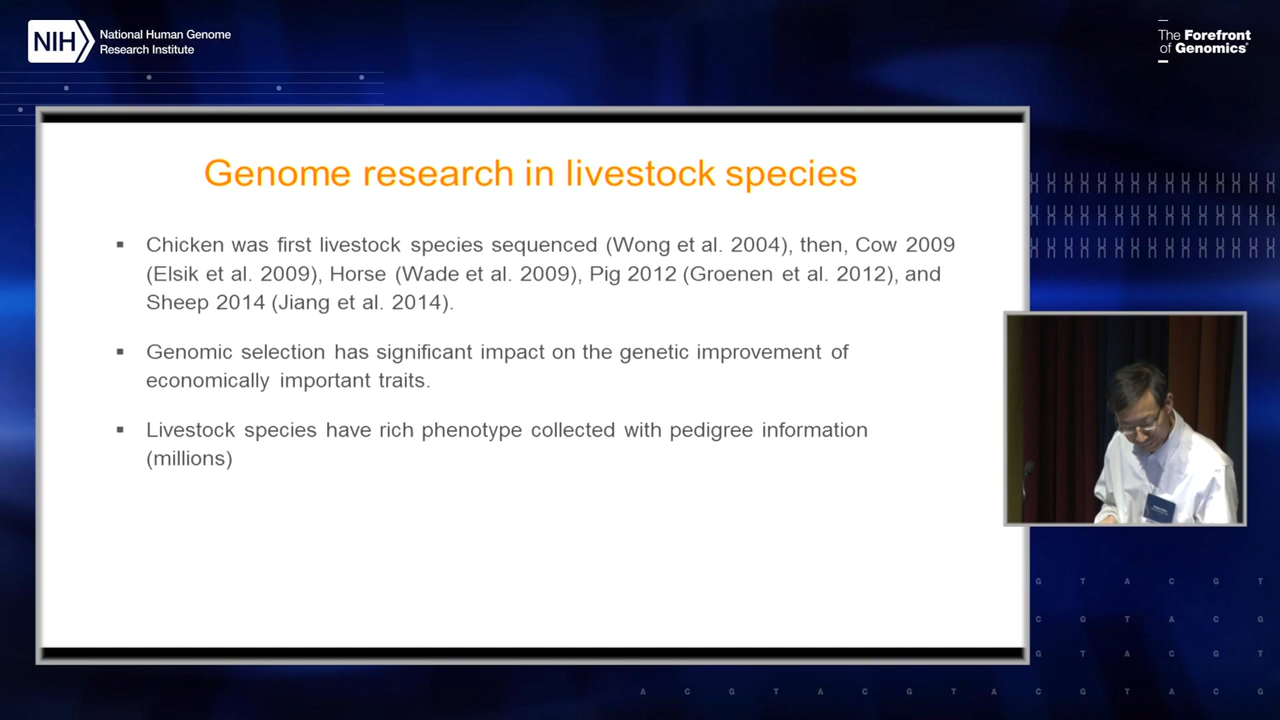 NIH
National Human Genome
Research Institute
The Forefront
of Genomics®
Genome research in livestock species
▪ Chicken was first livestock species sequenced (Wong et al. 2004), then, Cow 2009
(Elsik et al. 2009), Horse (Wade et al. 2009), Pig 2012 (Groenen et al. 2012), and
Sheep 2014 (Jiang et al. 2014).
▪ Genomic selection has significant impact on the genetic improvement of
economically important traits.
▪ Livestock species have rich phenotype collected with pedigree information
(millions)
G T A C G T
C G T A C G
G T A C G T
A C G T A C G T A C G T A C G